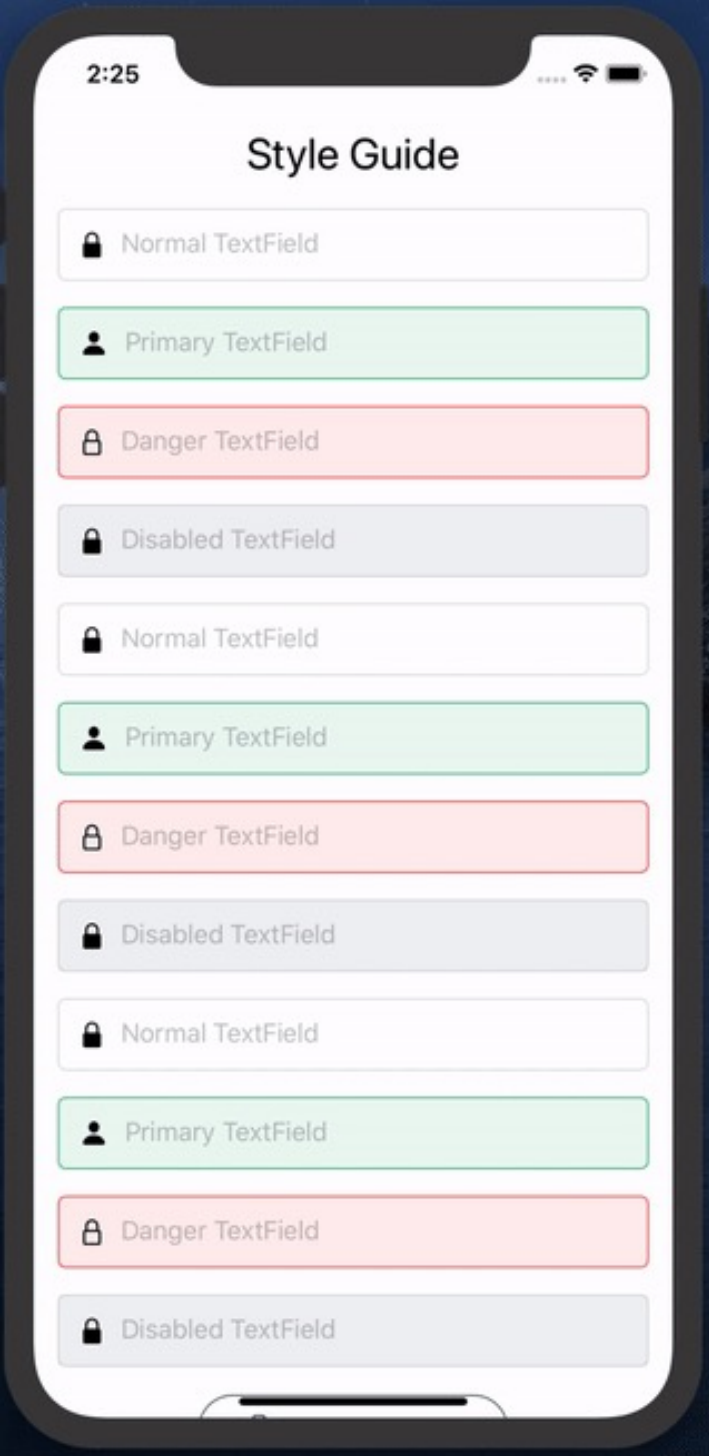 2:25
Style Guide
Normal TextField
Primary TextField
Danger TextField
Disabled TextField
Normal TextField
Primary TextField
Danger TextField
Disabled TextField
Normal TextField
Primary TextField
Danger TextField
Disabled TextField